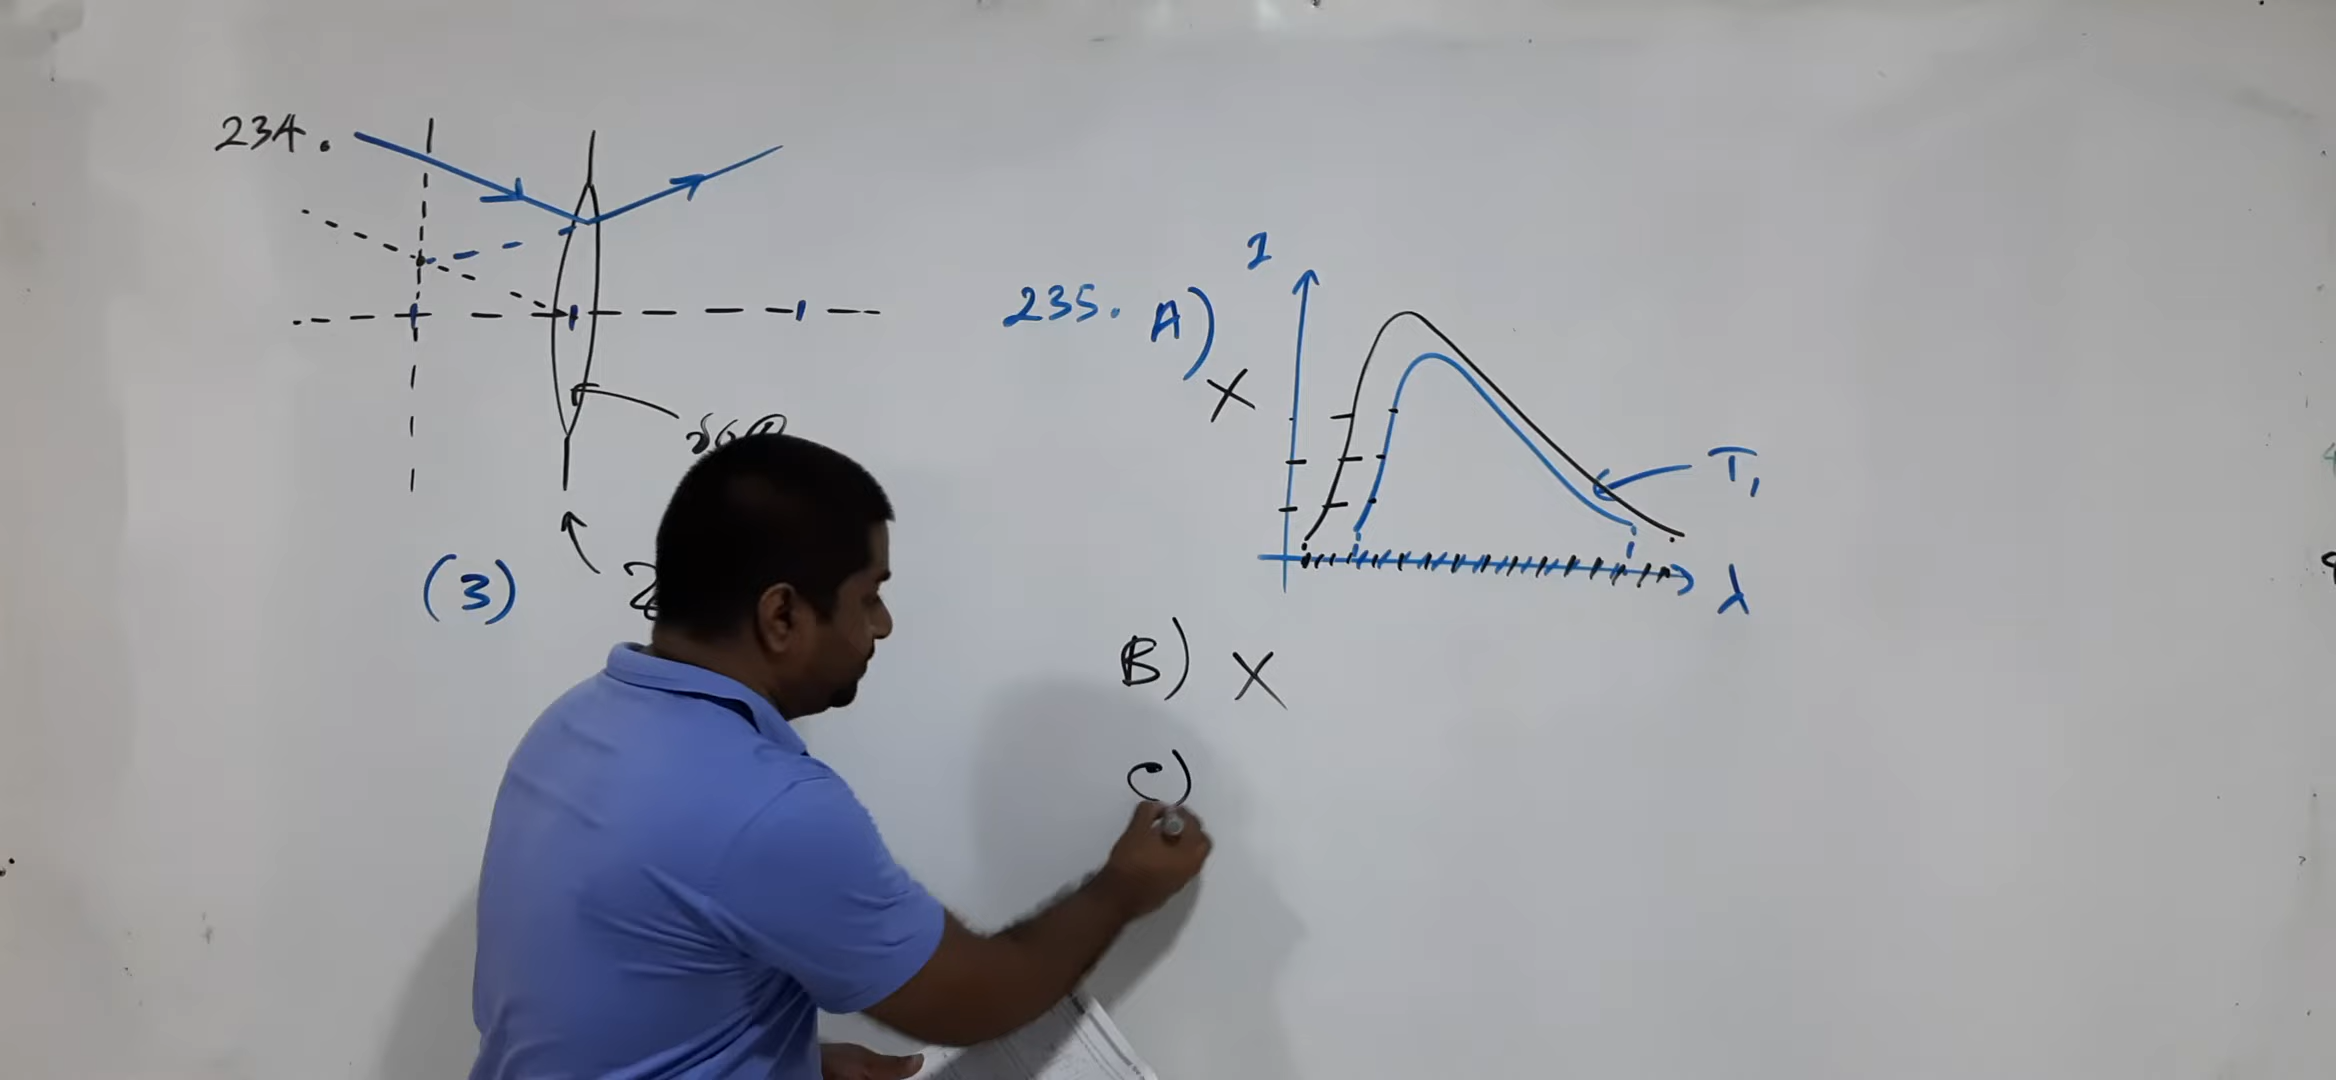 234.
(3)
I
235. A) X
T₁
λ
B) X
C)